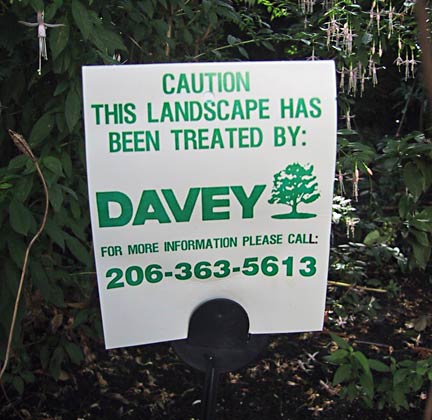 CAUTION
THIS LANDSCAPE HAS
BEEN TREATED BY:
DAVEY
FOR MORE INFORMATION PLEASE CALL:
206-363-5613